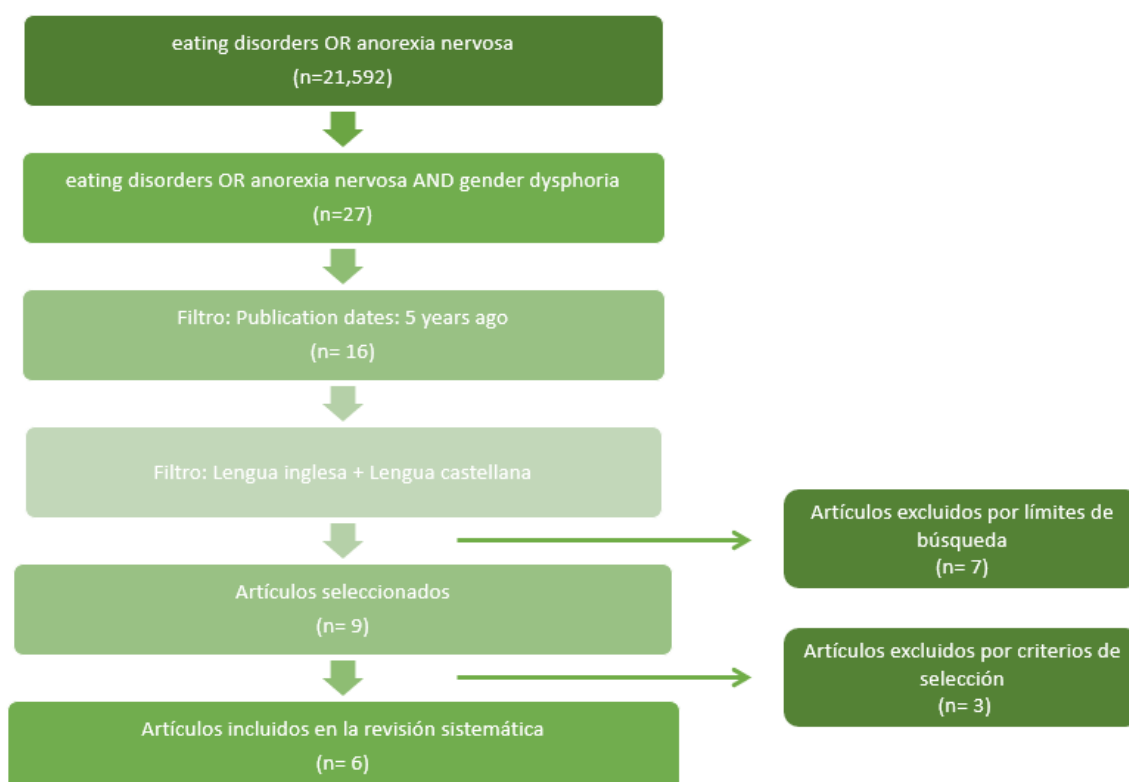 eating disorders OR anorexia nervosa
(n=21,592)
eating disorders OR anorexia nervosa AND gender dysphoria
(n=27)
Filtro: Publication dates: 5 years ago
(n= 16)
Filtro: Lengua inglesa + Lengua castellana
Artículos excluidos por límites de
búsqueda
(n= 7)
Artículos seleccionados
(n= 9)
Artículos excluidos por criterios de
selección
(n= 3)
Artículos incluidos en la revisión sistemática
(n= 6)